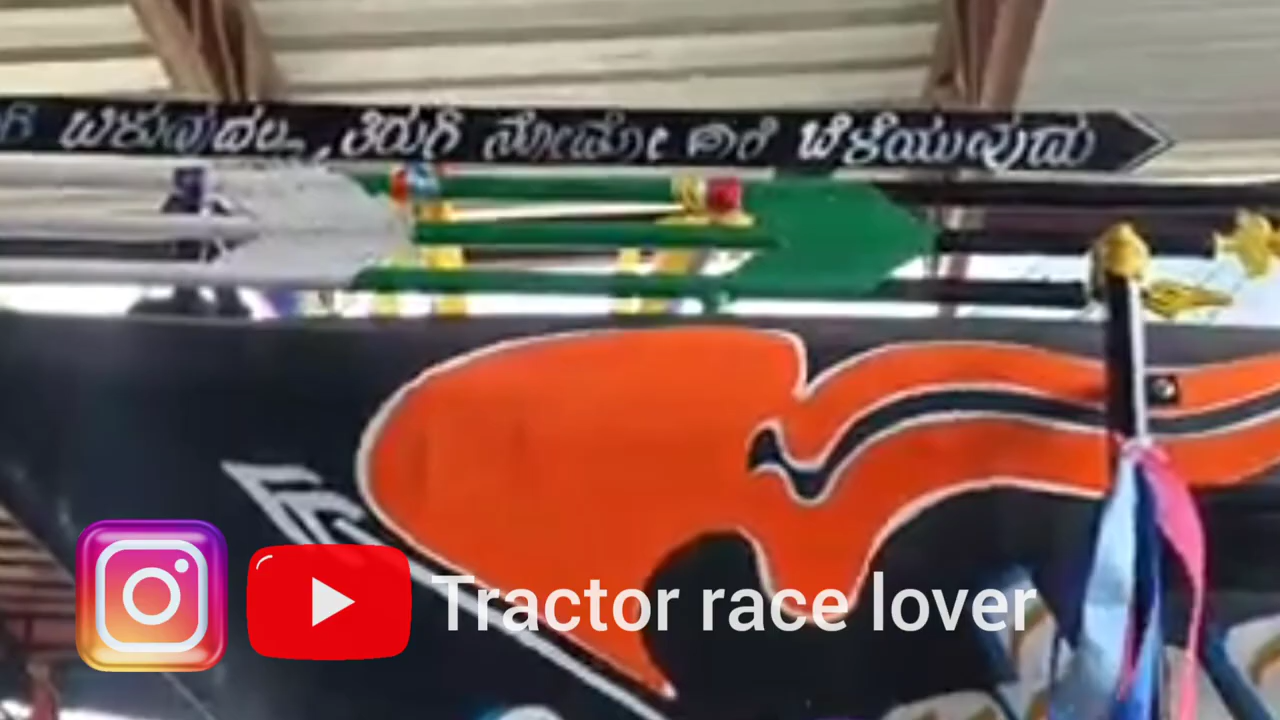 ಬರುವುದಲ್ಲ, ತಿರುಗಿ ನೋಡೋ ಹಾಗೆ ಬೆಳೆಯುವುದು
Tractor race lover